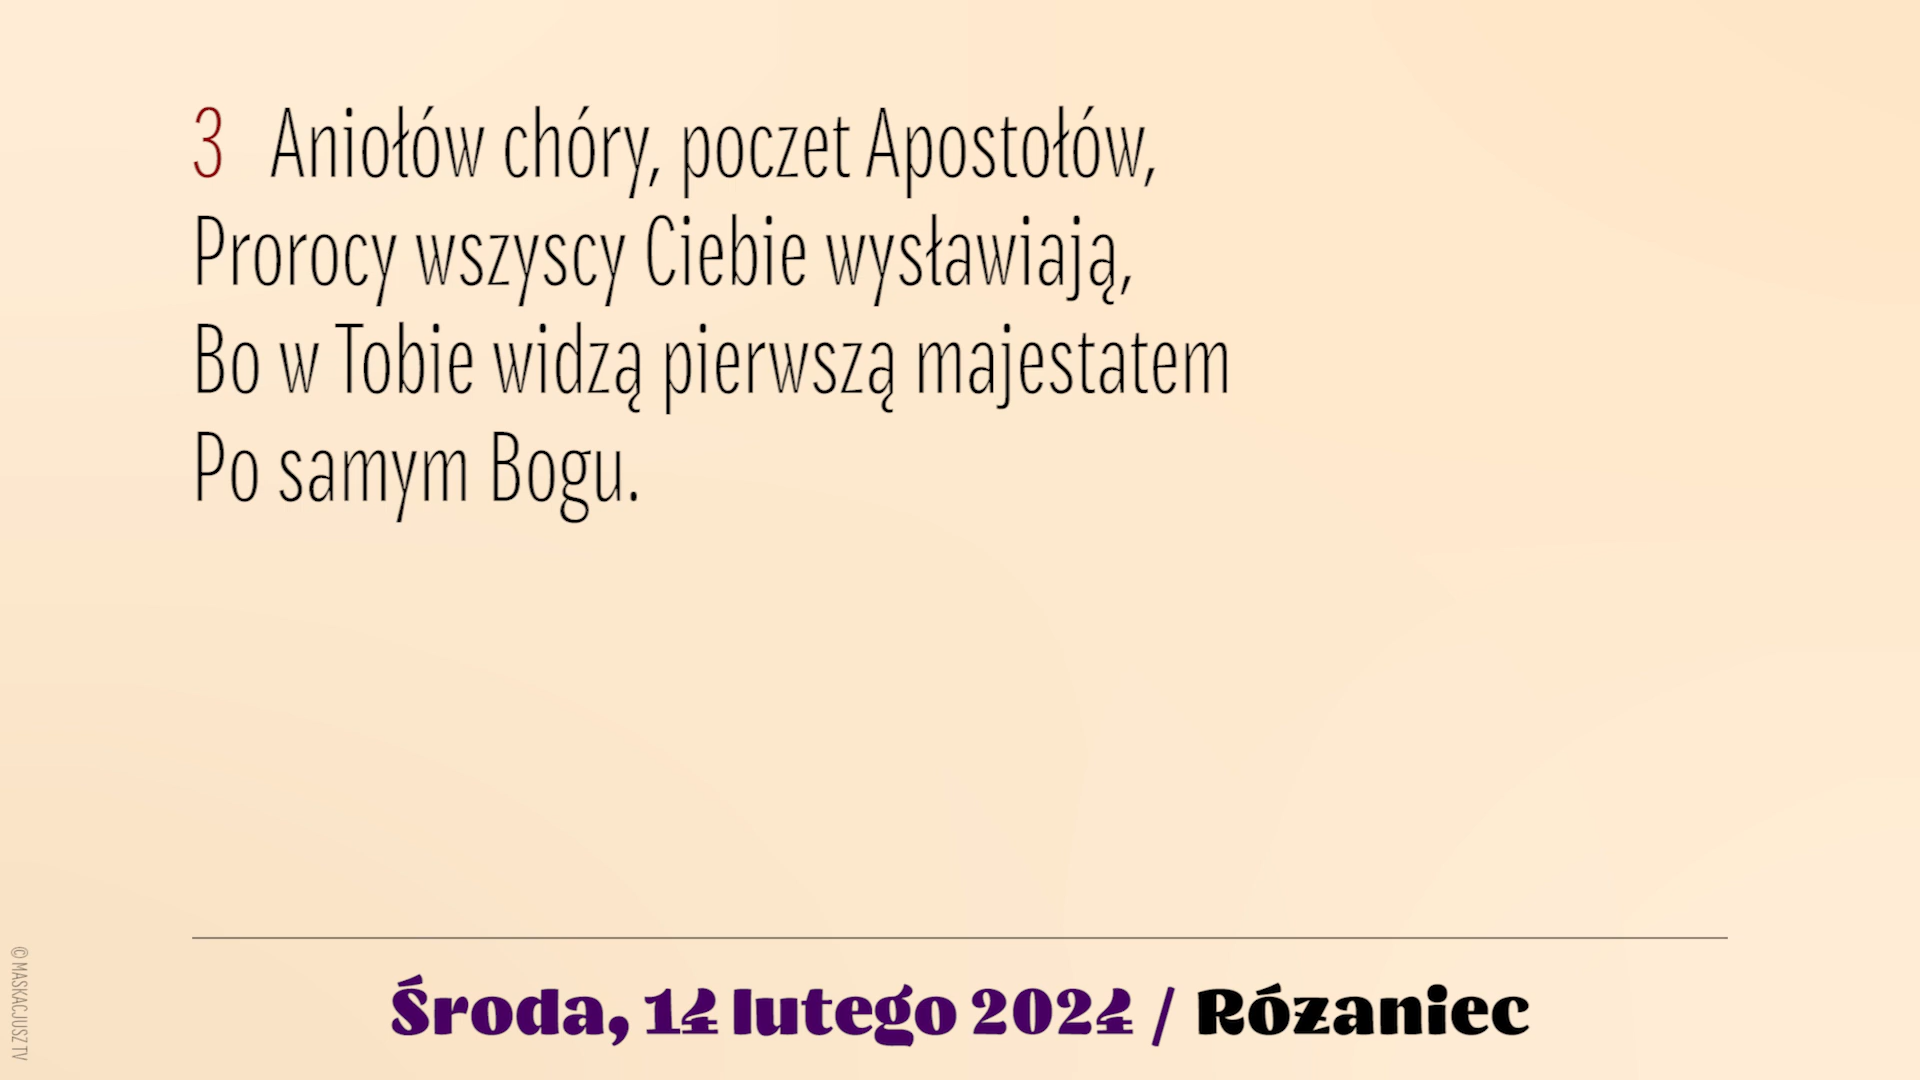 3 Aniołów chóry, poczet Apostołów,
Prorocy wszyscy Ciebie wysławiają,
Bo w Tobie widzą pierwszą majestatem
Po samym Bogu.
Środa, 14 lutego 2024 / Różaniec
© MASKACJUSZ TV